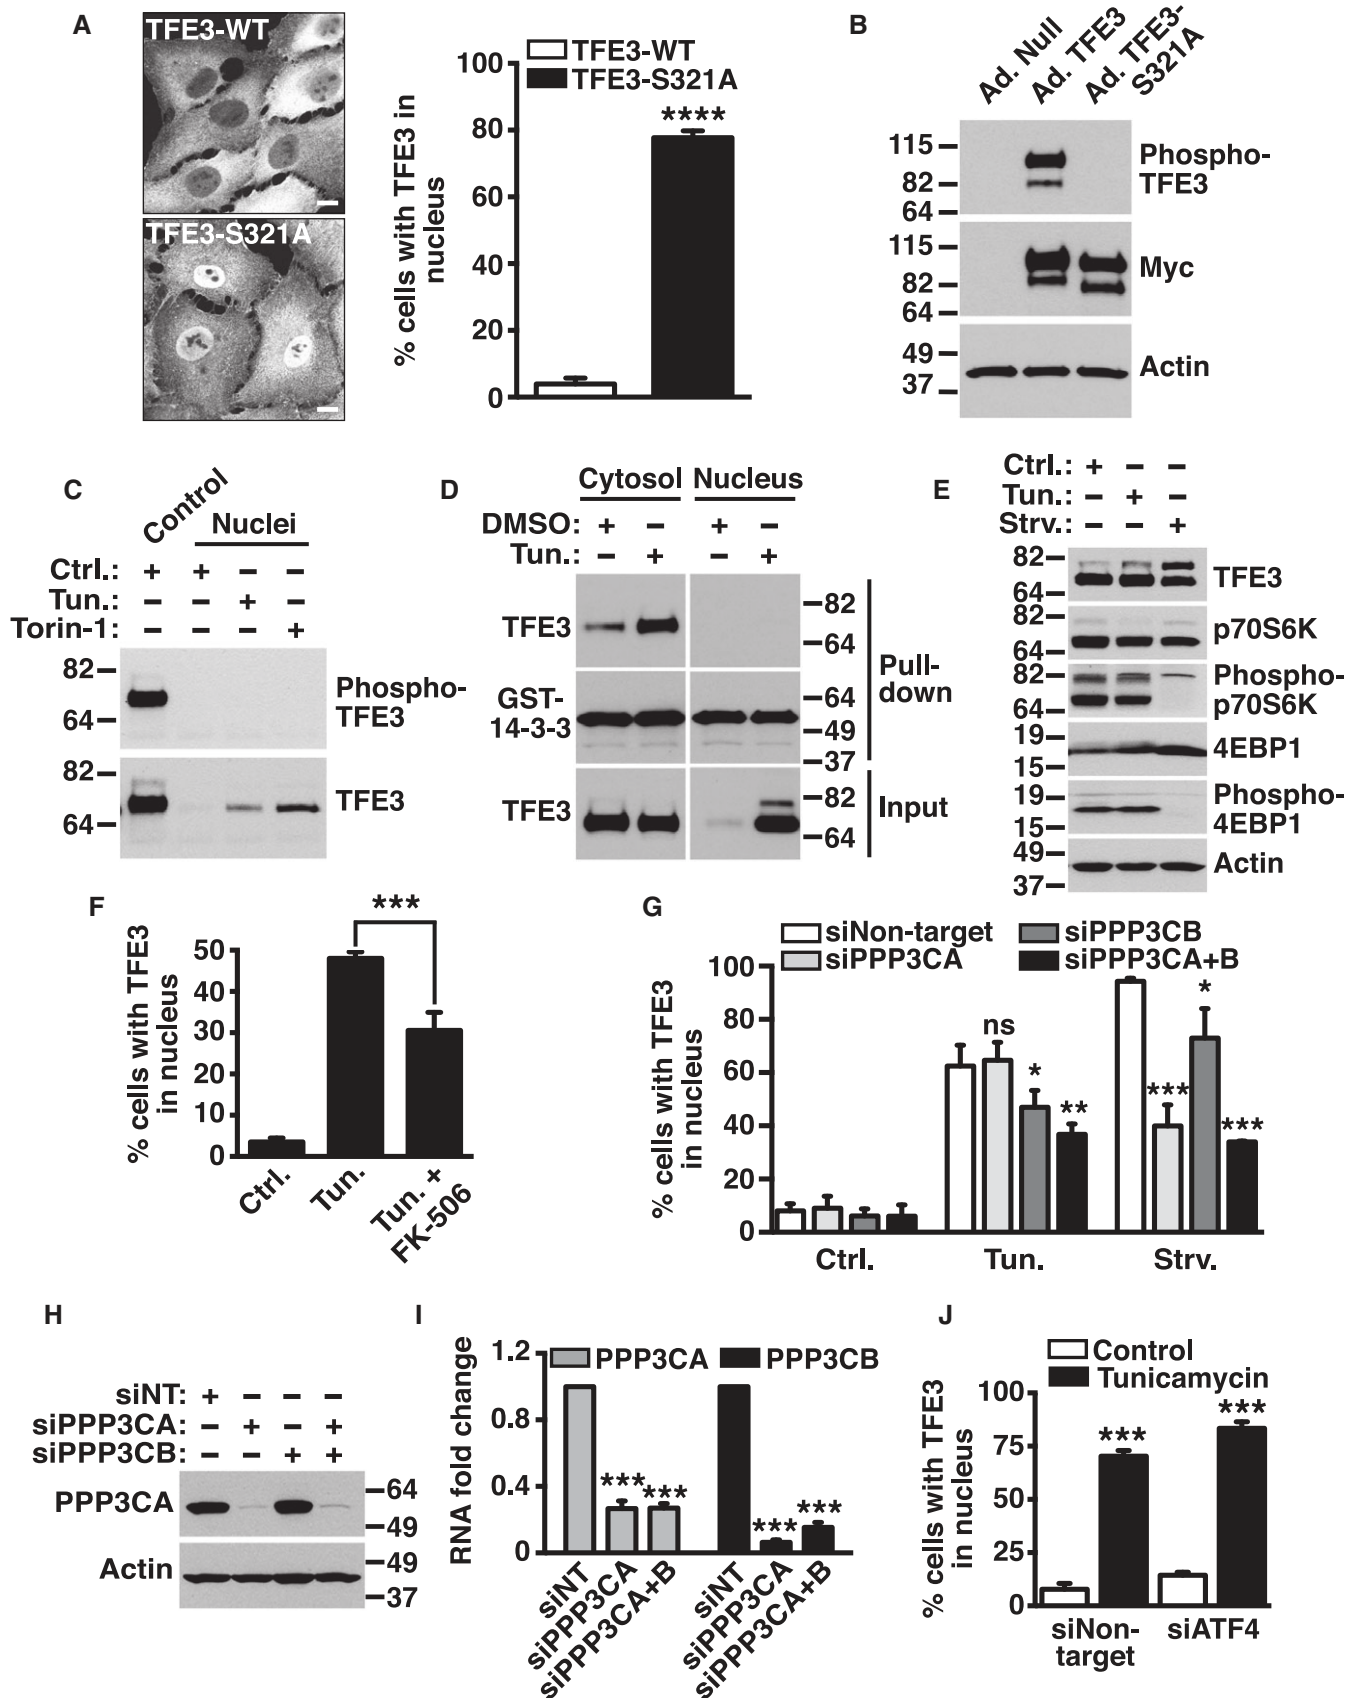 A
TFE3-WT
TFE3-S321A
% cells with TFE3 in
nucleus
100
80
60
40
20
0
TFE3-WT
TFE3-S321A
****
B
Ad. Null
Ad. TFE3
Ad. TFE3-
S321A
115
82
64
Phospho-
TFE3
115
82
64
Myc
49
37
Actin
C
Control
Nuclei
Ctrl.: + + – –
Tun.: – – + –
Torin-1: – – – +
82
64
Phospho-
TFE3
82
64
TFE3
D
Cytosol Nucleus
DMSO: + – + –
Tun.: – + – +
TFE3
82
64
GST-
14-3-3
64
49
37
Pull-
down
TFE3
82
64
Input
E
Ctrl.: + – –
Tun.: – + –
Strv.: – – +
82
64
TFE3
82
64
p70S6K
82
64
Phospho-
p70S6K
19
15
4EBP1
19
15
Phospho-
4EBP1
49
37
Actin
F
% cells with TFE3
in nucleus
50
40
30
20
10
0
***
Ctrl.
Tun.
Tun. +
FK-506
G
siNon-target
siPPP3CA
siPPP3CB
siPPP3CA+B
% cells with TFE3
in nucleus
100
80
60
40
20
0
ns
*
**
***
*
***
Ctrl.
Tun.
Strv.
H
siNT: + – – –
siPPP3CA: – + – +
siPPP3CB: – – + +
PPP3CA
64
49
Actin
49
37
I
RNA fold change
1.2
0.8
0.4
0
PPP3CA
PPP3CB
***
***
***
***
siNT
siPPP3CA
siPPP3CA+B
siNT
siPPP3CA
siPPP3CA+B
J
Control
Tunicamycin
% cells with TFE3
in nucleus
100
75
50
25
0
***
***
siNon-
target
siATF4